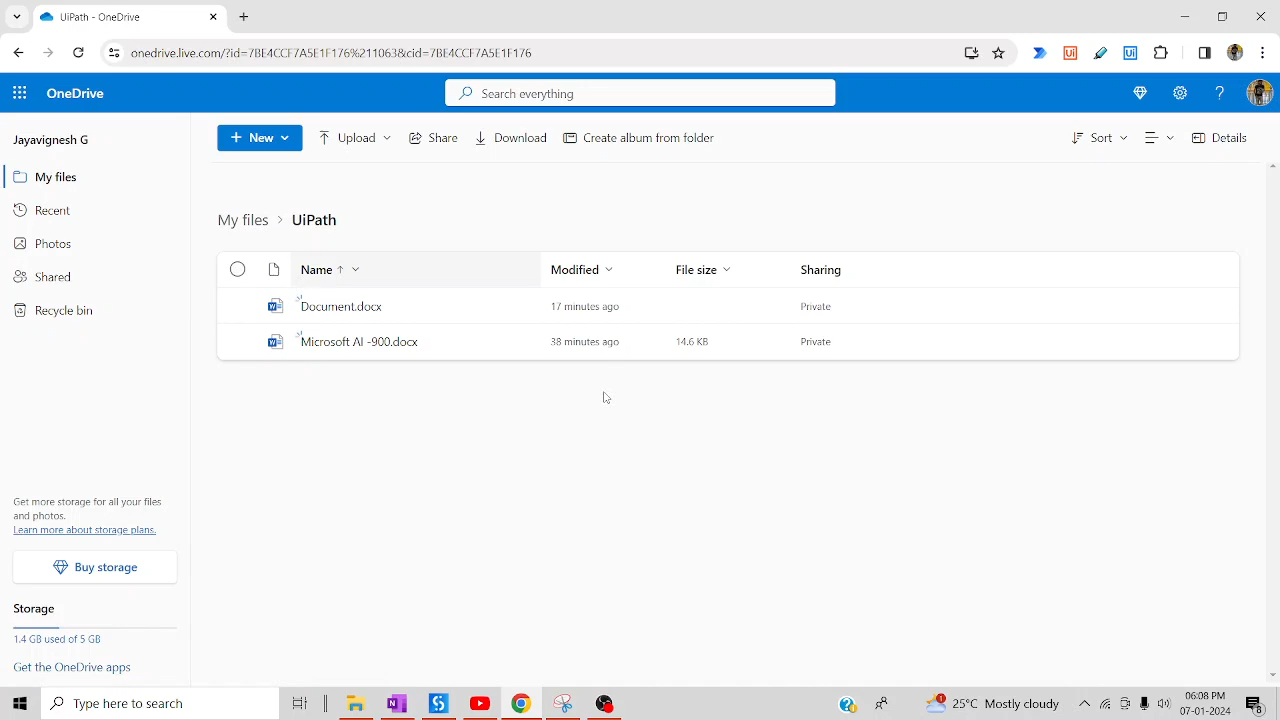 UiPath - OneDrive
onedrive.live.com/?id=7BE4CCF7A5E1F176%211063&cid=7BE4CCF7A5E1F176
OneDrive
Search everything
Jayavignesh G
New
Upload
Share
Download
Create album from folder
Sort
Details
My files
Recent
Photos
Shared
Recycle bin
My files > UiPath
Name
Modified
File size
Sharing
Document.docx
17 minutes ago
Private
Microsoft AI -900.docx
38 minutes ago
14.6 KB
Private
Get more storage for all your files
and photos.
Learn more about storage plans.
Buy storage
Storage
1.4 GB used of 5 GB
Get the OneDrive apps
Type here to search
25°C Mostly cloudy
06:08 PM
07-01-2024